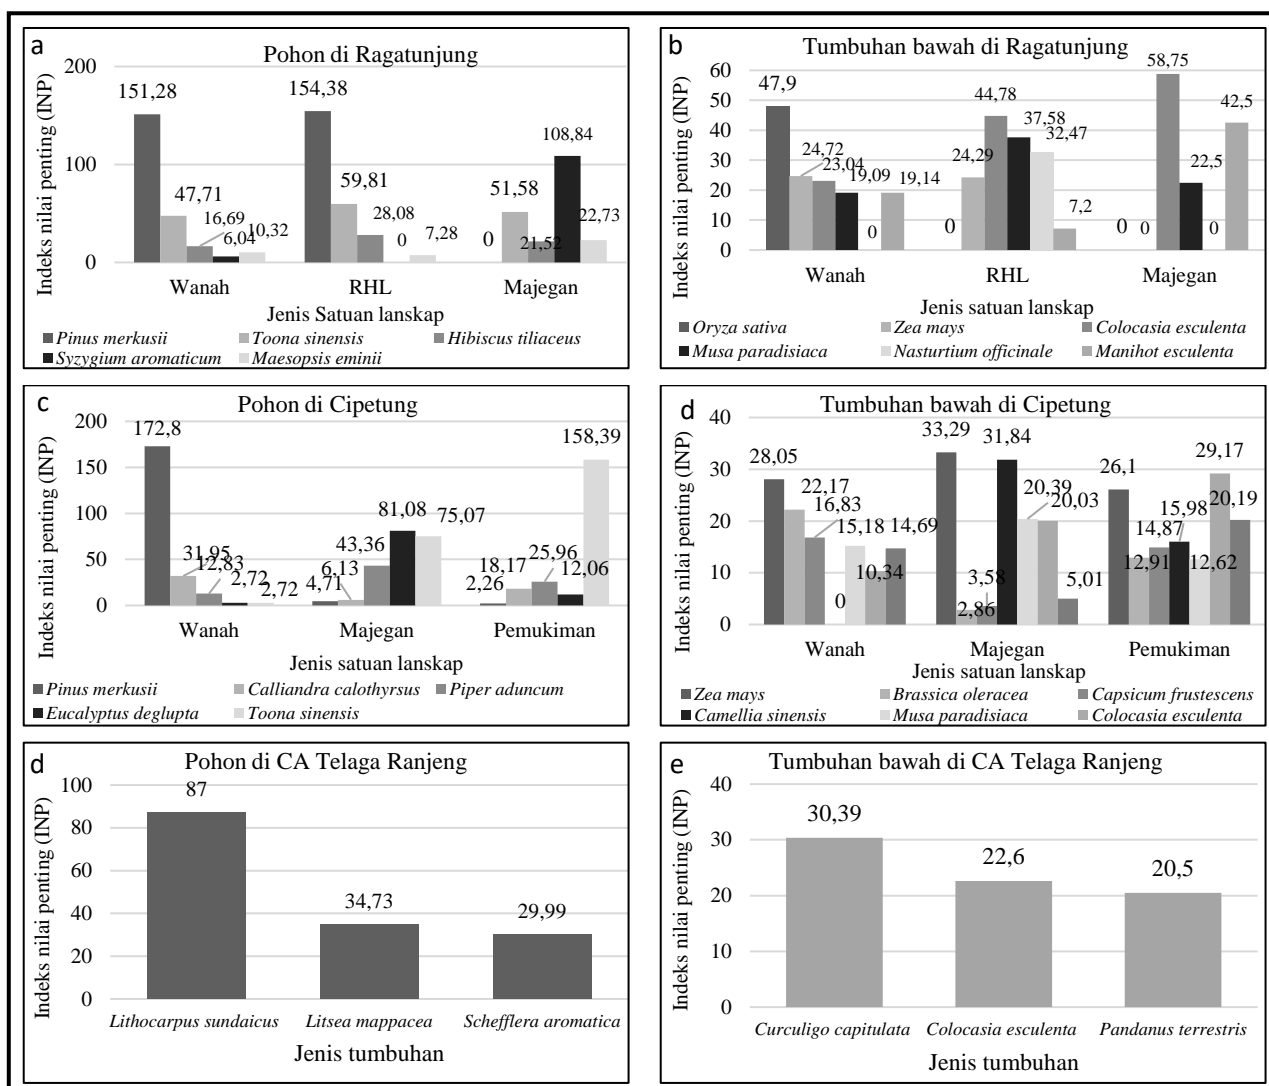 a
Pohon di Ragatunjung
Indeks nilai penting (INP)
200
100
0
151,28
47,71
16,69
6,04
10,32
154,38
59,81
28,08
0
7,28
0
51,58
21,52
108,84
22,73
Wanah RHL Majegan
Jenis Satuan lanskap
Pinus merkusii Toona sinensis Hibiscus tiliaceus
Syzygium aromaticum Maesopsis eminii
b
Tumbuhan bawah di Ragatunjung
Indeks nilai penting (INP)
60
50
40
30
20
10
0
47,9
24,72
23,04
19,09
0
19,14
0
24,29
44,78
37,58
32,47
7,2
0
0
58,75
22,5
0
42,5
Wanah RHL Majegan
Jenis satuan lanskap
Oryza sativa Zea mays Colocasia esculenta
Musa paradisiaca Nasturtium officinale Manihot esculenta
c
Pohon di Cipetung
Indeks nilai penting (INP)
200
150
100
50
0
172,8
31,95
12,83
2,72
2,72
4,71
6,13
43,36
81,08
75,07
2,26
18,17
25,96
12,06
158,39
Wanah Majegan Pemukiman
Jenis satuan lanskap
Pinus merkusii Calliandra calothyrsus Piper aduncum
Eucalyptus deglupta Toona sinensis
d
Tumbuhan bawah di Cipetung
Indeks nilai penting (INP)
40
30
20
10
0
28,05
22,17
16,83
0
15,18
10,34
14,69
33,29
2,86
3,58
31,84
20,39
20,03
5,01
26,1
12,91
14,87
15,98
12,62
29,17
20,19
Wanah Majegan Pemukiman
Jenis satuan lanskap
Zea mays Brassica oleracea Capsicum frustescens
Camellia sinensis Musa paradisiaca Colocasia esculenta
d
Pohon di CA Telaga Ranjeng
Indeks nilai penting (INP)
100
80
60
40
20
0
87
34,73
29,99
Lithocarpus sundaicus Litsea mappacea Schefflera aromatica
Jenis tumbuhan
e
Tumbuhan bawah di CA Telaga Ranjeng
Indeks nilai penting (INP)
40
30
20
10
0
30,39
22,6
20,5
Curculigo capitulata Colocasia esculenta Pandanus terrestris
Jenis tumbuhan